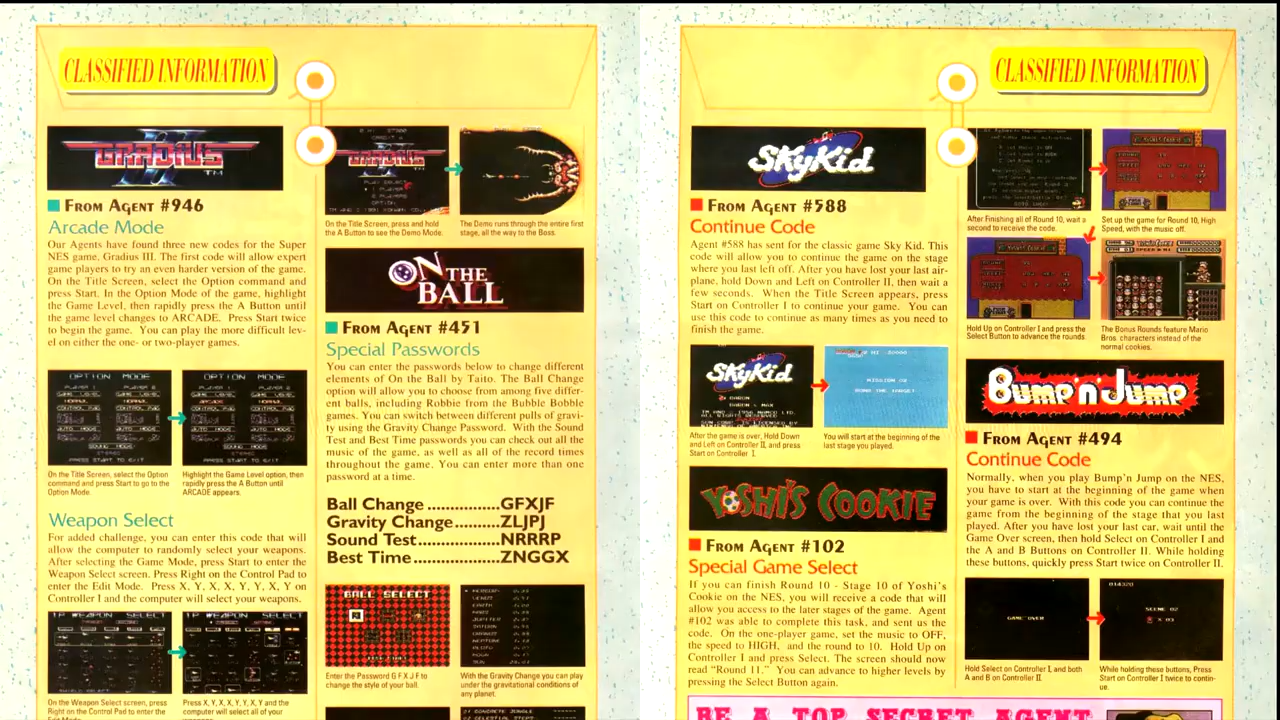 CLASSIFIED INFORMATION
GRADIUS III
TM
FROM AGENT #946
Arcade Mode
Our Agents have found three new codes for the Super
NES game, Gradius III. The first code will allow expert
game players to try an even harder version of the game.
On the Title Screen, select the Option command and
press Start. In the Option Mode of the game, highlight
the Game Level, then rapidly press the A Button until
the game level changes to ARCADE. Press Start twice
to begin the game. You can play the more difficult lev-
el on either the one- or two-player games.
OPTION MODE
OPTION MODE
On the Title Screen, select the Option
command and press Start to go to the
Option Mode.
Highlight the Game Level option, then
rapidly press the A Button until
ARCADE appears.
Weapon Select
For added challenge, you can enter this code that will
allow the computer to randomly select your weapons.
After selecting the Game Mode, press Start to enter the
Weapon Select screen. Press Right on the Control Pad to
enter the Edit Mode. Press X, Y, X, X, Y, Y, X, Y on
Controller I and the computer will select your weapons.
WEAPON SELECT
WEAPON SELECT
On the Weapon Select screen, press
Right on the Control Pad to enter the
Press X, Y, X, X, Y, Y, X, Y and the
computer will select all of your
GRADIUS
On the Title Screen, press and hold
the A Button to see the Demo Mode.
The Demo runs through the entire first
stage, all the way to the Boss.
ON THE BALL
FROM AGENT #451
Special Passwords
You can enter the passwords below to change different
elements of On the Ball by Taito. The Ball Change
option will allow you to choose from among five differ-
ent balls, including Robbie from the Bubble Bobble
games. You can switch between different pulls of gravi-
ty using the Gravity Change Password. With the Sound
Test and Best Time passwords you can check out all the
music of the game, as well as all of the record times
throughout the game. You can enter more than one
password at a time.
Ball Change ..............GFXJF
Gravity Change.........ZLJPJ
Sound Test................NRRRP
Best Time.................ZNGGX
BALL SELECT
Enter the Password G F X J F to
change the style of your ball.
With the Gravity Change you can play
under the gravitational conditions of
any planet.
CLASSIFIED INFORMATION
SKYKID
FROM AGENT #588
Continue Code
Agent #588 has sent for the classic game Sky Kid. This
code will allow you to continue the game on the stage
where you last left off. After you have lost your last air-
plane, hold Down and Left on Controller II, then wait a
few seconds. When the Title Screen appears, press
Start on Controller I to continue your game. You can
use this code to continue as many times as you need to
finish the game.
SKYKID
After the game is over, Hold Down
and Left on Controller II, and press
Start on Controller I.
You will start at the beginning of the
last stage you played.
YOSHI'S COOKIE
FROM AGENT #102
Special Game Select
If you can finish Round 10 - Stage 10 of Yoshi's
Cookie on the NES, you will receive a code that will
allow you access to the later stages of the game. Agent
#102 was able to complete this task, and sent us the
code. On the one-player game, set the music to OFF,
the speed to HIGH, and the round to 10. Hold Up on
Controller I and press Select. The screen should now
read "Round 11." You can advance to higher levels by
pressing the Select Button again.
After Finishing all of Round 10, wait a
second to receive the code.
Set up the game for Round 10, High
Speed, with the music off.
Hold Up on Controller I and press the
Select Button to advance the rounds.
The Bonus Rounds feature Mario
Bros. characters instead of the
normal cookies.
BUMP'N'JUMP
FROM AGENT #494
Continue Code
Normally, when you play Bump'n Jump on the NES,
you have to start at the beginning of the game when
your game is over. With this code you can continue the
game from the beginning of the stage that you last
played. After you have lost your last car, wait until the
Game Over screen, then hold Select on Controller I and
the A and B Buttons on Controller II. While holding
these buttons, quickly press Start twice on Controller II.
GAME OVER
SCENE 02
Hold Select on Controller I, and both
A and B on Controller II.
While holding these buttons, Press
Start on Controller I twice to contin-
ue.
BE A TOP SECRET AGENT